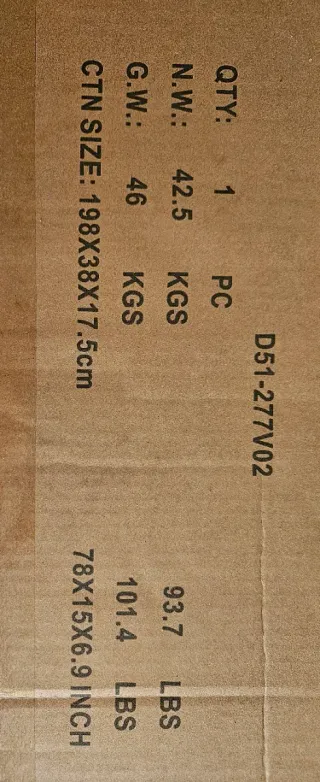 D51-277V02
QTY: 1 PC
N.W.: 42.5 KGS 93.7 LBS
G.W.: 46 KGS 101.4 LBS
CTN SIZE: 198X38X17.5cm 78X15X6.9 INCH